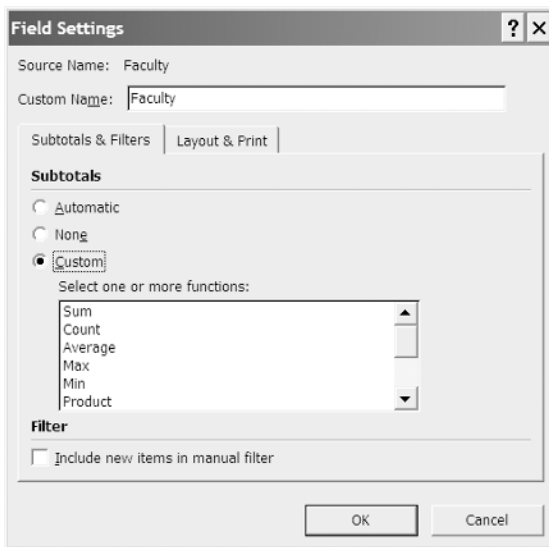 Field Settings ? ×
Source Name: Faculty
Custom Name: Faculty
Subtotals & Filters Layout & Print
Subtotals
Automatic
None
Custom
Select one or more functions:
Sum
Count
Average
Max
Min
Product
Filter
Include new items in manual filter
OK Cancel